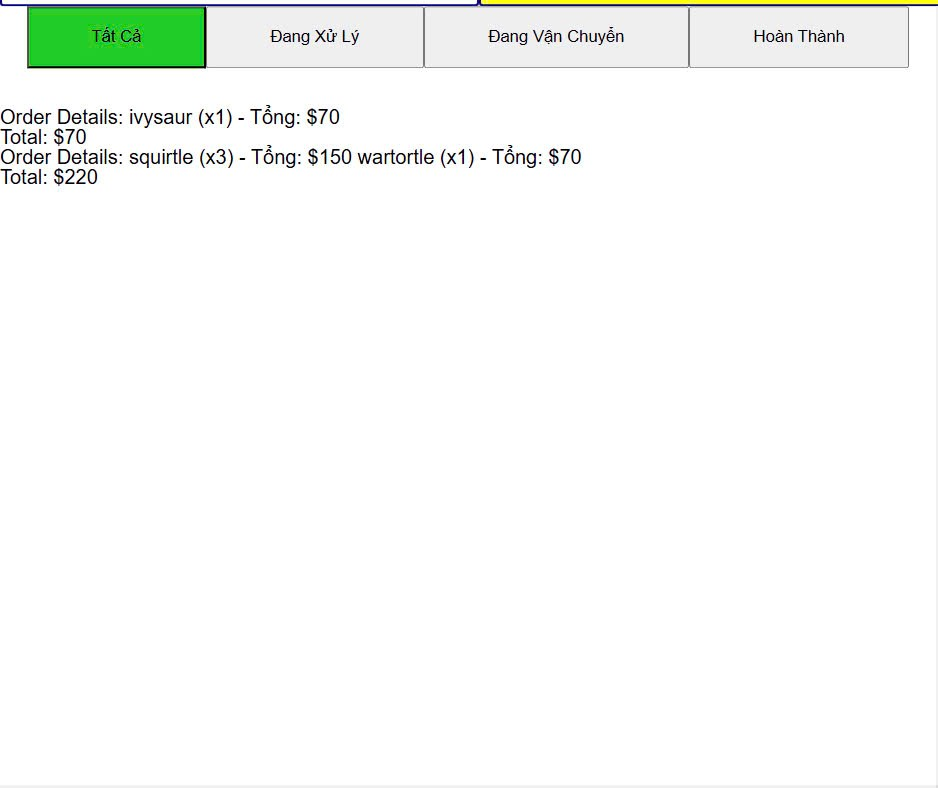 Tất Cả Đang Xử Lý Đang Vận Chuyển Hoàn Thành
Order Details: ivysaur (x1) - Tổng: $70
Total: $70
Order Details: squirtle (x3) - Tổng: $150 wartortle (x1) - Tổng: $70
Total: $220